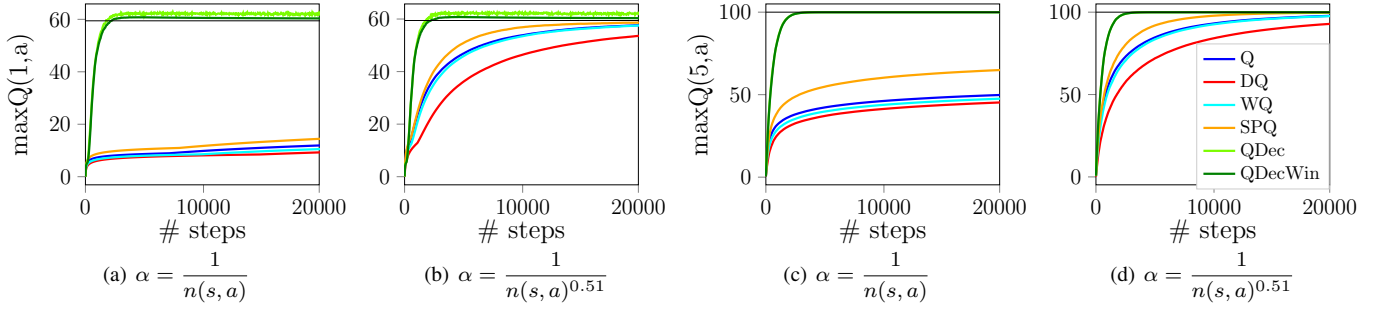 maxQ(1,a)
60
40
20
0
0 10000 20000
# steps
(a) α = 1/n(s, a)
60
40
20
0
0 10000 20000
# steps
(b) α = 1/n(s, a)^0.51
maxQ(5,a)
100
50
0
0 10000 20000
# steps
(c) α = 1/n(s, a)
100
50
0
0 10000 20000
# steps
Q
DQ
WQ
SPQ
QDec
QDecWin
(d) α = 1/n(s, a)^0.51